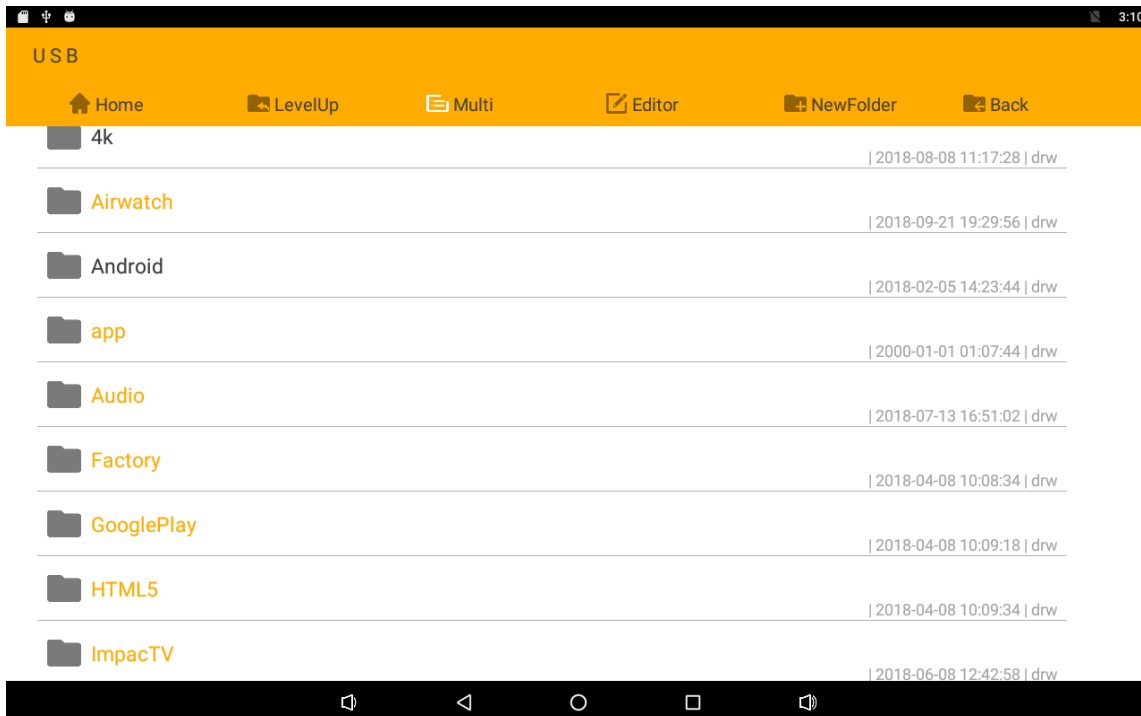 3:10
USB
Home LevelUp Multi Editor NewFolder Back
4k
| 2018-08-08 11:17:28 | drw
Airwatch
| 2018-09-21 19:29:56 | drw
Android
| 2018-02-05 14:23:44 | drw
app
| 2000-01-01 01:07:44 | drw
Audio
| 2018-07-13 16:51:02 | drw
Factory
| 2018-04-08 10:08:34 | drw
GooglePlay
| 2018-04-08 10:09:18 | drw
HTML5
| 2018-04-08 10:09:34 | drw
ImpacTV
| 2018-06-08 12:42:58 | drw